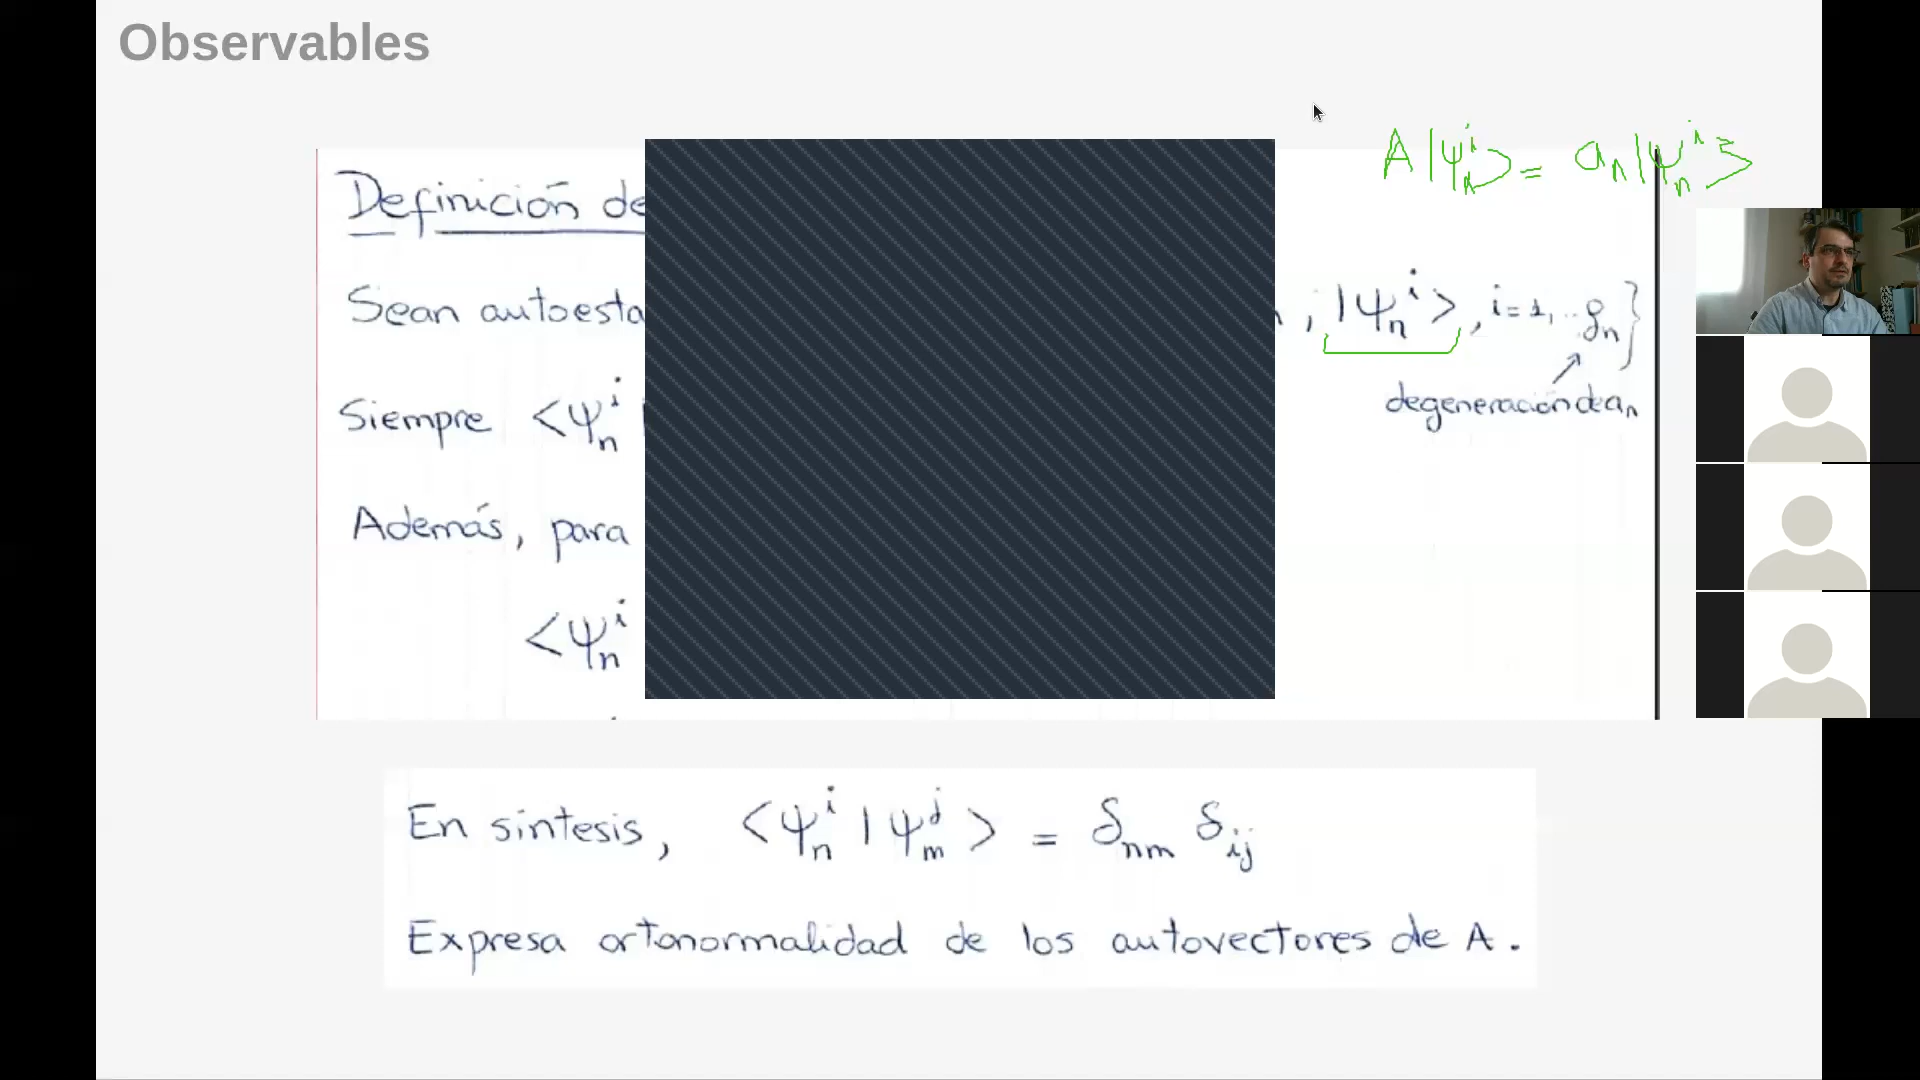 Observables
A |ψₙⁱ⟩ = aₙ |ψₙⁱ⟩
Definición de
Sean autoesta
, |ψₙⁱ⟩ , i = 1, .. gₙ }
degeneración de aₙ
Siempre <ψₙⁱ |
Además, para
<ψₙⁱ
En síntesis, <ψₙⁱ | ψₘʲ > = δₙₘ δᵢⱼ
Expresa ortonormalidad de los autovectores de A.